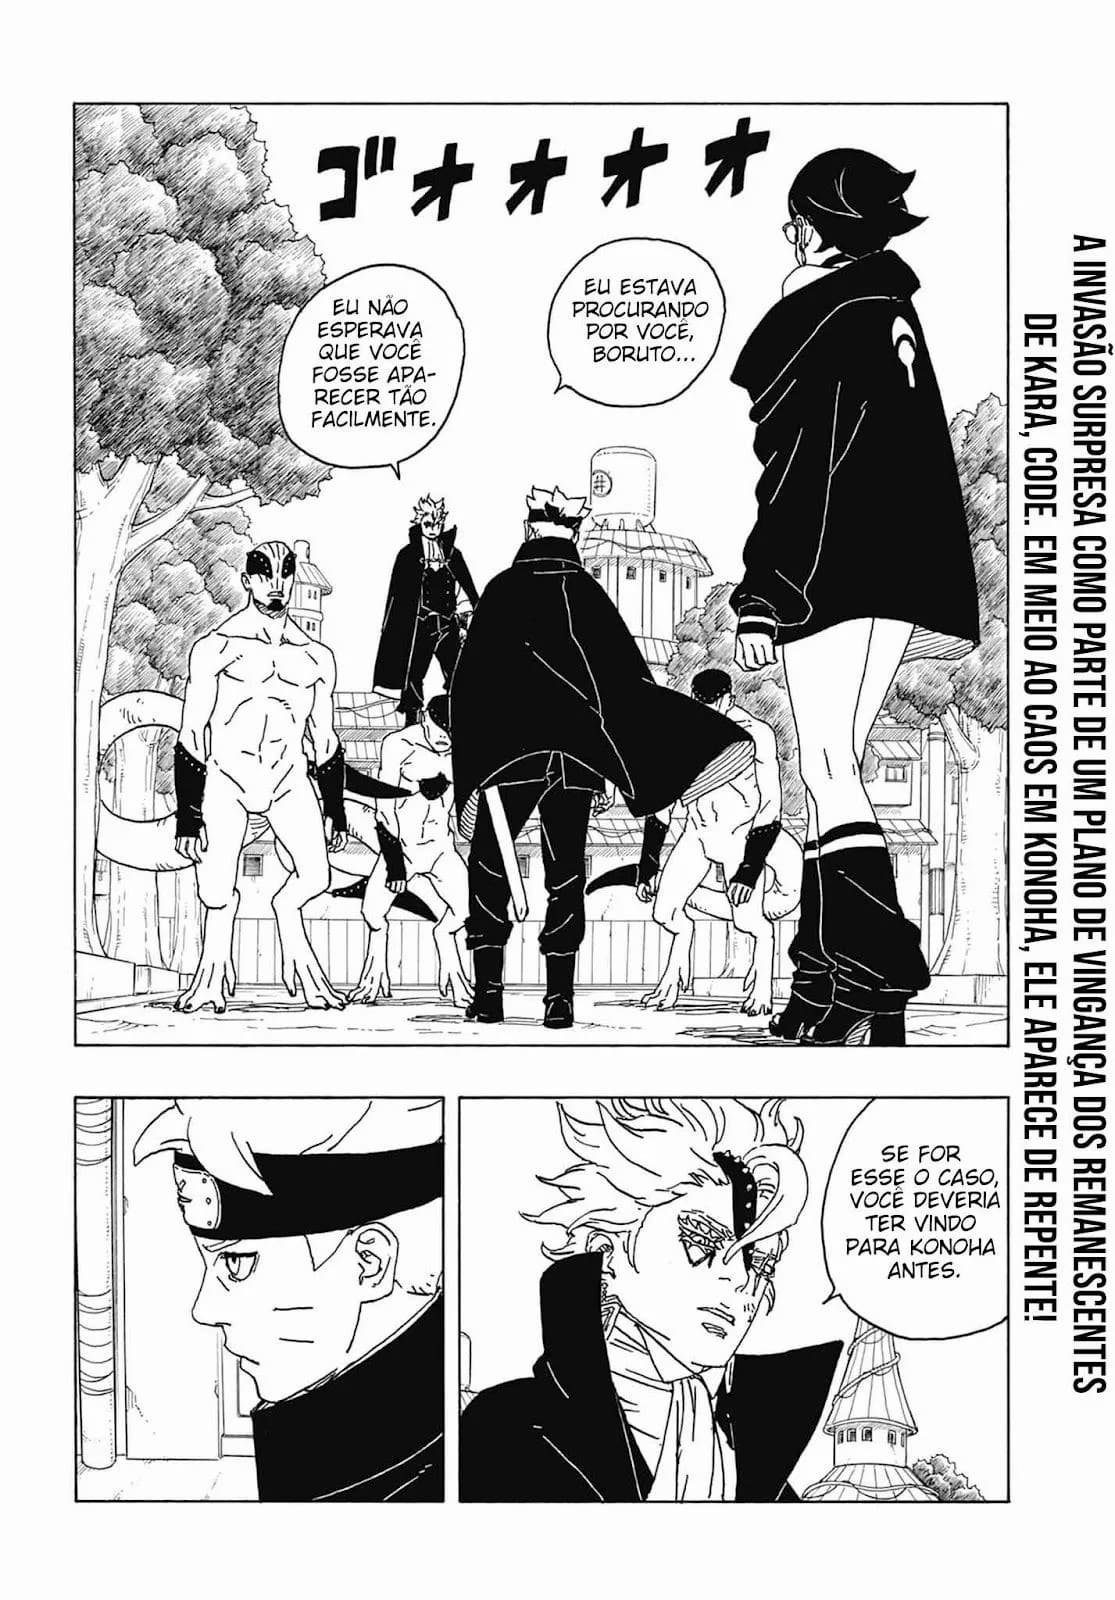 ゴオオオオ
EU ESTAVA
PROCURANDO
POR VOCÊ,
BORUTO...
EU NÃO
ESPERAVA
QUE VOCÊ
FOSSE APA-
RECER TÃO
FACILMENTE.
A INVASÃO SURPRESA COMO PARTE DE UM PLANO DE VINGANÇA DOS REMANESCENTES
DE KARA, CODE. EM MEIO AO CAOS EM KONOHA, ELE APARECE DE REPENTE!
SE FOR
ESSE O CASO,
VOCÊ DEVERIA
TER VINDO
PARA KONOHA
ANTES.